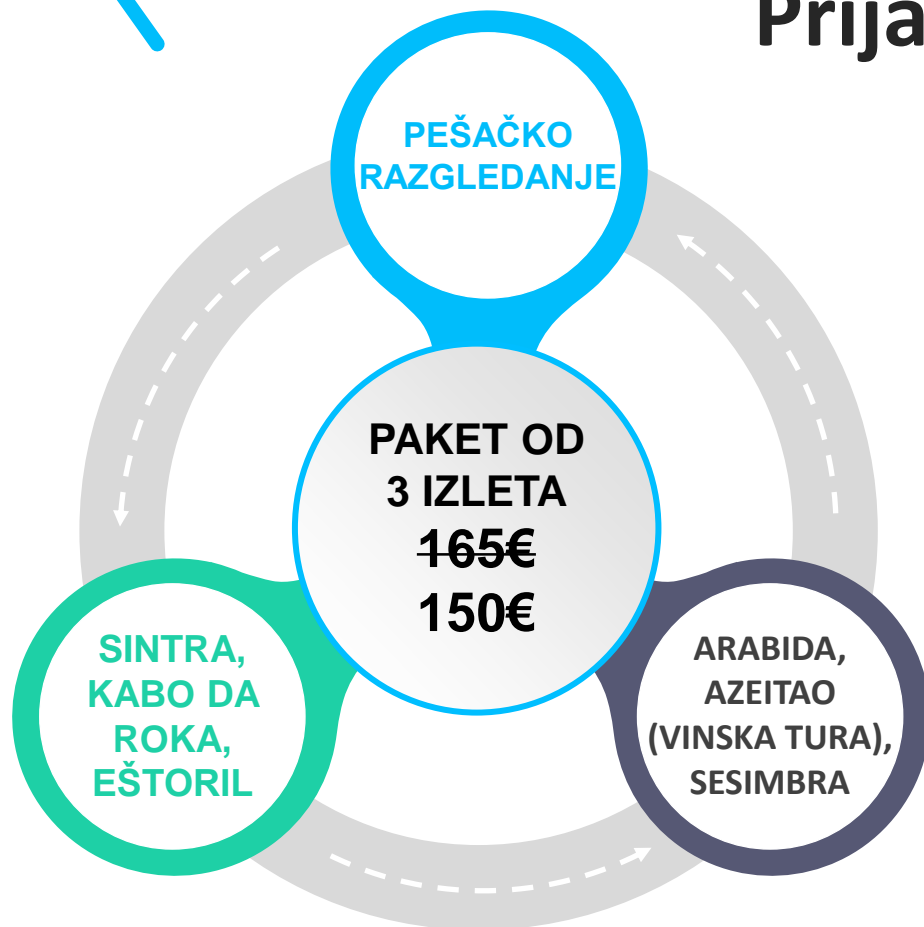 Prija
PEŠAČKO
RAZGLEDANJE
PAKET OD
3 IZLETA
165€
150€
SINTRA,
KABO DA
ROKA,
EŠTORIL
ARABIDA,
AZEITAO
(VINSKA TURA),
SESIMBRA